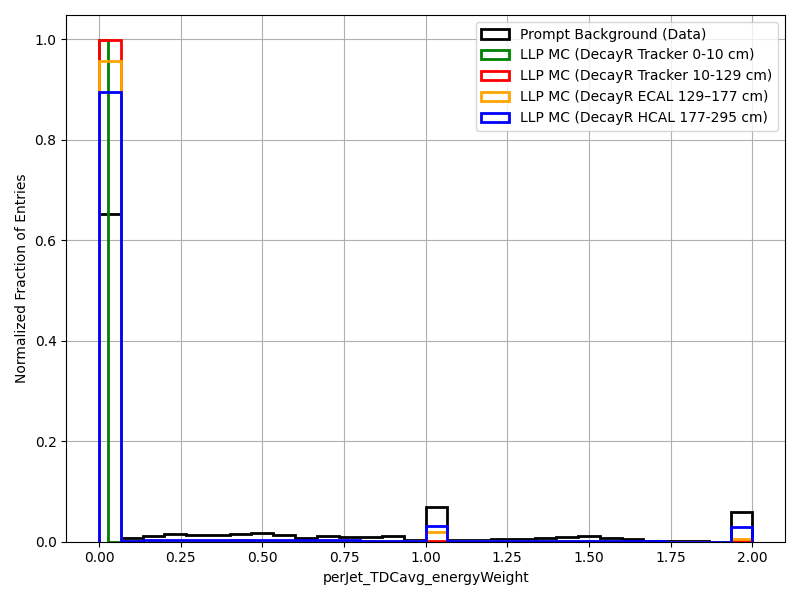 Prompt Background (Data)
LLP MC (DecayR Tracker 0-10 cm)
LLP MC (DecayR Tracker 10-129 cm)
LLP MC (DecayR ECAL 129–177 cm)
LLP MC (DecayR HCAL 177-295 cm)
Normalized Fraction of Entries
1.0
0.8
0.6
0.4
0.2
0.0
0.00 0.25 0.50 0.75 1.00 1.25 1.50 1.75 2.00
perJet_TDCavg_energyWeight